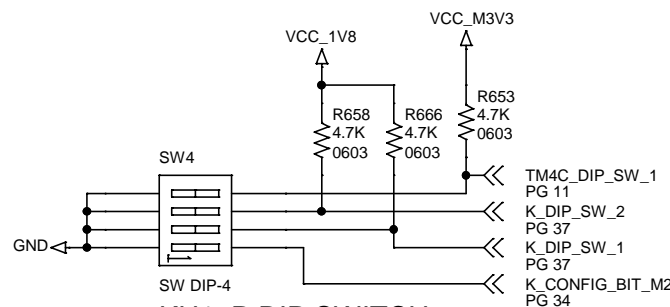 VCC_M3V3
VCC_1V8
R653
4.7K
0603
R658
4.7K
0603
R666
4.7K
0603
SW4
TM4C_DIP_SW_1
PG 11
K_DIP_SW_2
PG 37
GND
K_DIP_SW_1
PG 37
SW DIP-4
K_CONFIG_BIT_M2
PG 34